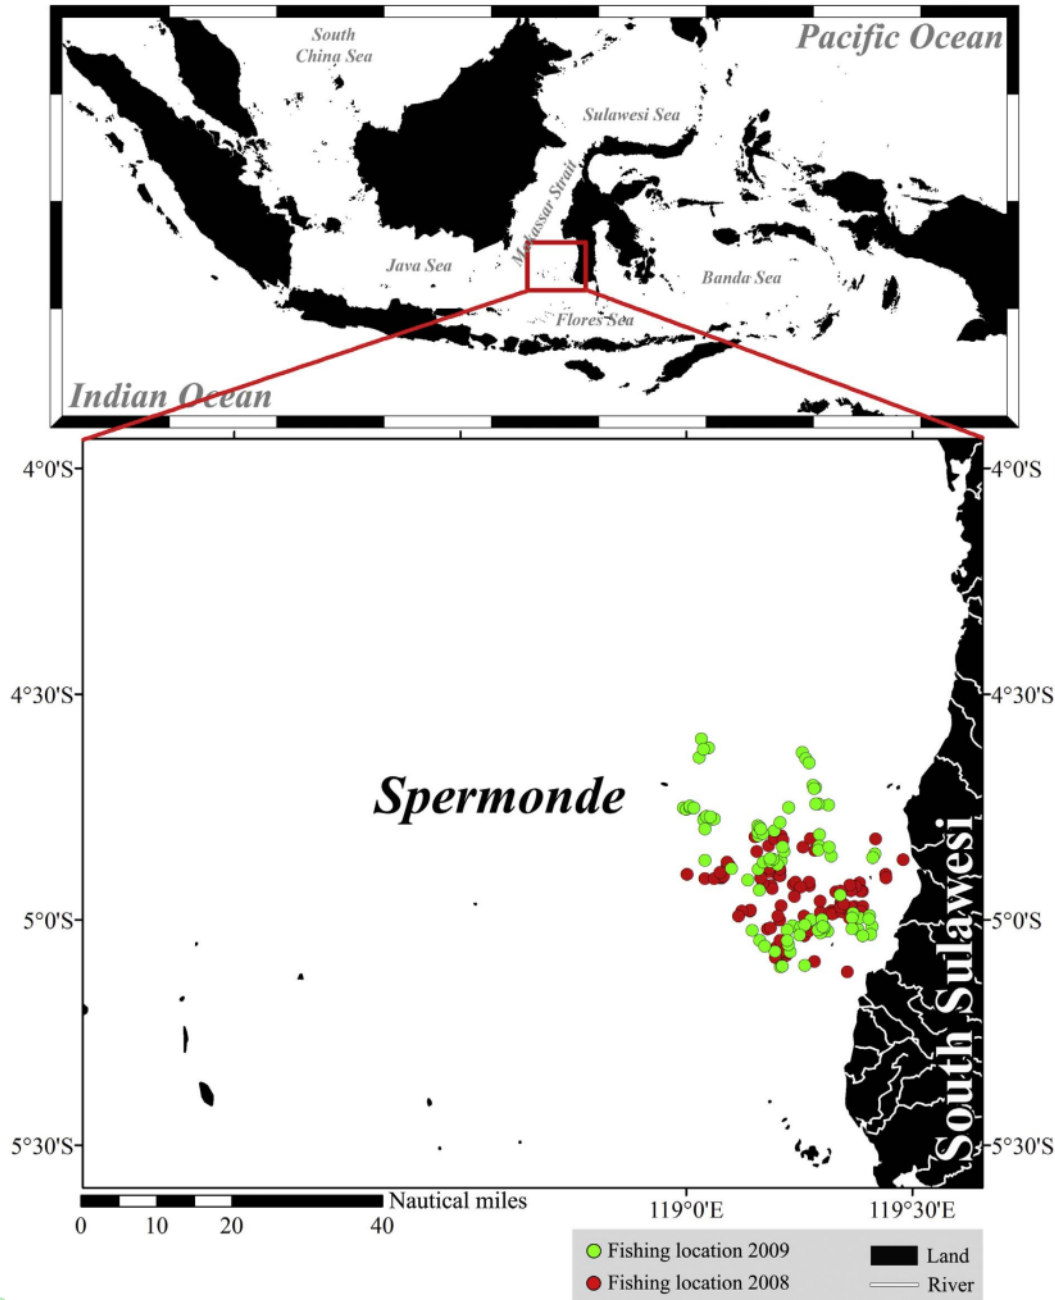 South
China Sea
Pacific Ocean
Sulawesi Sea
Makassar Strait
Java Sea
Banda Sea
Flores Sea
Indian Ocean
4°0'S
4°0'S
4°30'S
4°30'S
Spermonde
South Sulawesi
5°0'S
5°0'S
5°30'S
5°30'S
Nautical miles
0 10 20 40
119°0'E
119°30'E
Fishing location 2009
Land
Fishing location 2008
River